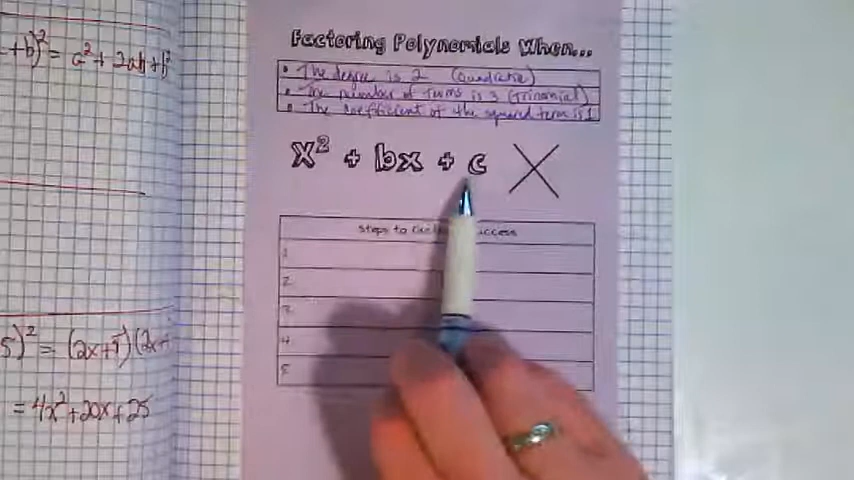 +b)² = a² + 2ab + b²
5)² = (2x+5)(2x+
= 4x² + 20x + 25
Factoring Polynomials When...
• The degree is 2 (Quadratic)
• The number of terms is 3 (trinomial)
• The coefficient of the squared term is 1
x² + bx + c
Steps to
uccess
1
2
3
4
5